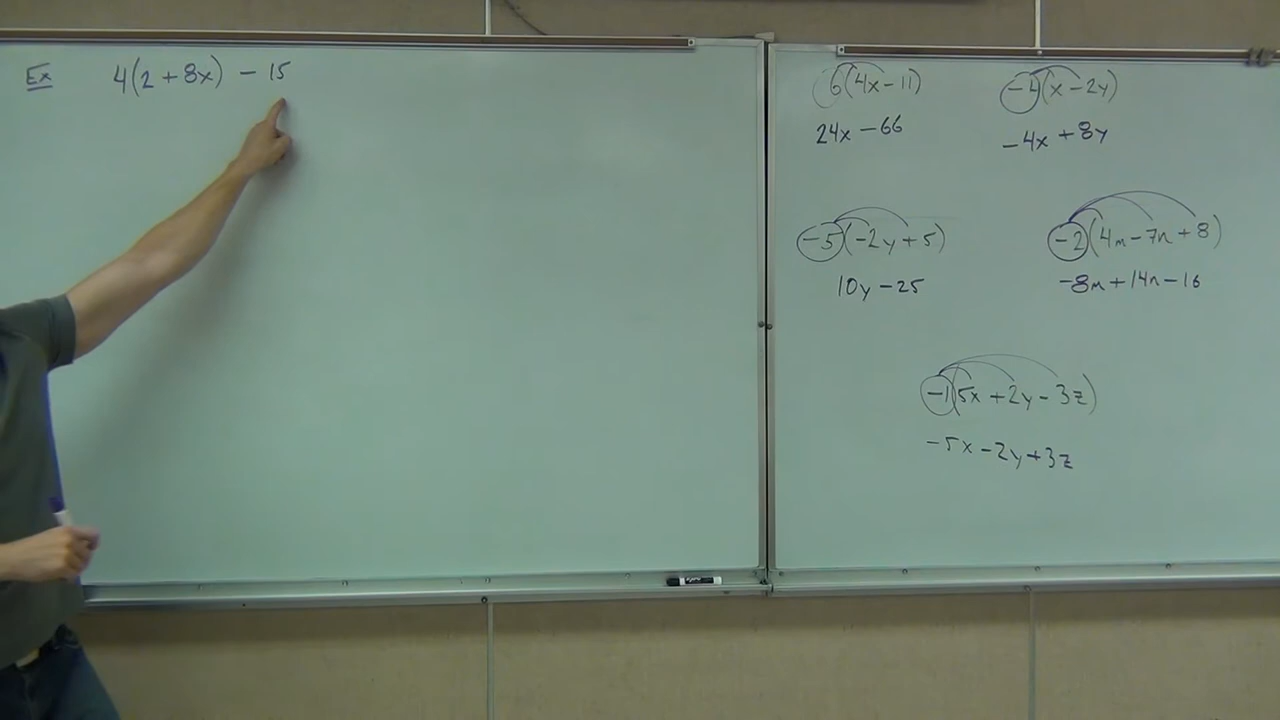 Ex 4(2 + 8x) - 15
6(4x - 11)
24x - 66
-4(x - 2y)
-4x + 8y
-5(-2y + 5)
10y - 25
-2(4m - 7n + 8)
-8m + 14n - 16
-1(5x + 2y - 3z)
-5x - 2y + 3z